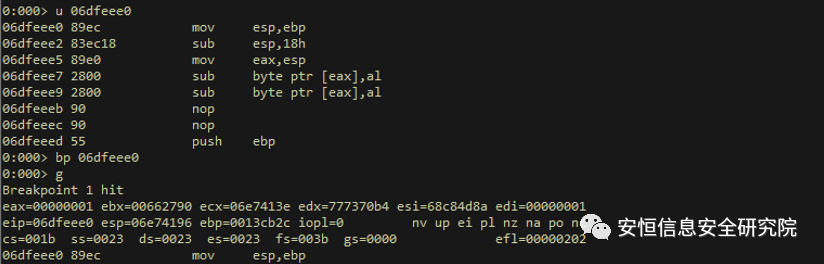 0:000> u 06dfeee0
06dfeee0 89ec mov esp,ebp
06dfeee2 83ec18 sub esp,18h
06dfeee5 89e0 mov eax,esp
06dfeee7 2800 sub byte ptr [eax],al
06dfeee9 2800 sub byte ptr [eax],al
06dfeeeb 90 nop
06dfeeec 90 nop
06dfeeed 55 push ebp
0:000> bp 06dfeee0
0:000> g
Breakpoint 1 hit
eax=00000001 ebx=00662790 ecx=06e7413e edx=777370b4 esi=68c84d8a edi=00000001
eip=06dfeee0 esp=06e74196 ebp=0013cb2c iopl=0 nv up ei pl nz na po
cs=001b ss=0023 ds=0023 es=0023 fs=003b gs=0000 efl=00000202
06dfeee0 89ec mov esp,ebp
安恒信息安全研究院